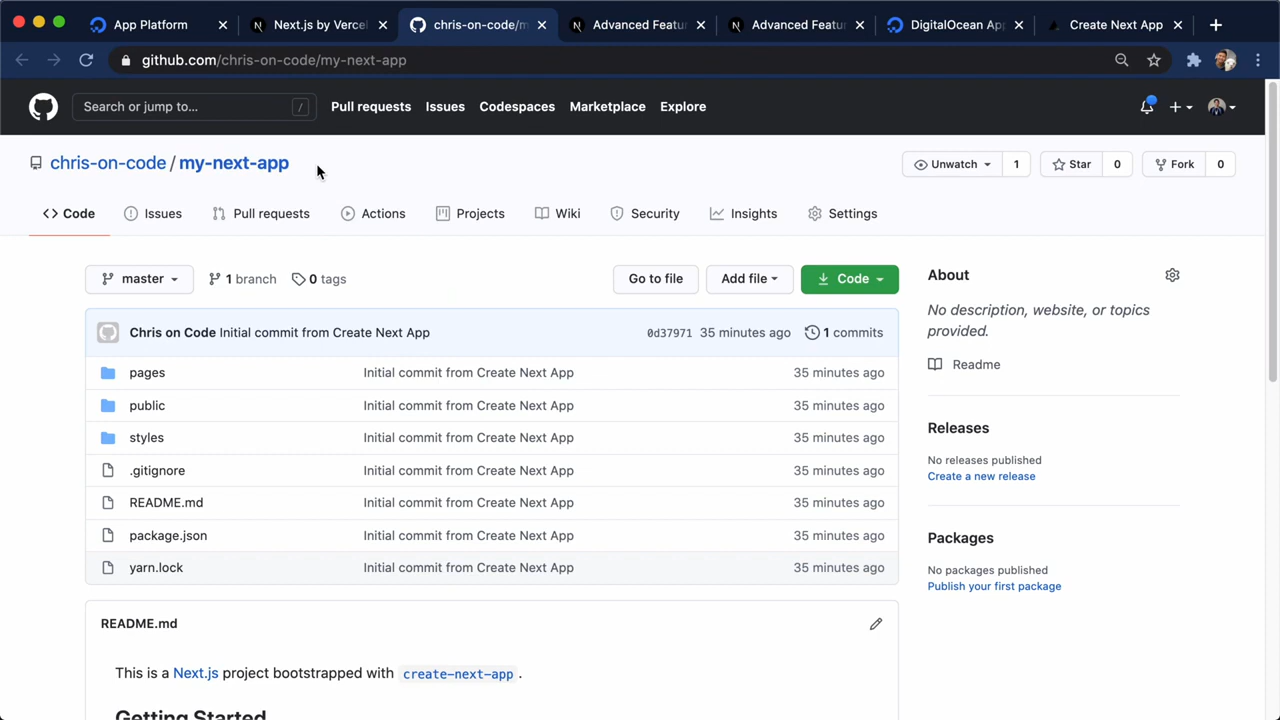 App Platform
Next.js by Verce
chris-on-code/m
Advanced Featu
Advanced Featu
DigitalOcean Ap
Create Next App
github.com/chris-on-code/my-next-app
Search or jump to... /
Pull requests Issues Codespaces Marketplace Explore
chris-on-code / my-next-app
Unwatch 1
Star 0
Fork 0
Code
Issues
Pull requests
Actions
Projects
Wiki
Security
Insights
Settings
master
1 branch
0 tags
Go to file
Add file
Code
Chris on Code Initial commit from Create Next App 0d37971 35 minutes ago 1 commits
pages Initial commit from Create Next App 35 minutes ago
public Initial commit from Create Next App 35 minutes ago
styles Initial commit from Create Next App 35 minutes ago
.gitignore Initial commit from Create Next App 35 minutes ago
README.md Initial commit from Create Next App 35 minutes ago
package.json Initial commit from Create Next App 35 minutes ago
yarn.lock Initial commit from Create Next App 35 minutes ago
README.md
This is a Next.js project bootstrapped with create-next-app .
Getting Started
About
No description, website, or topics
provided.
Readme
Releases
No releases published
Create a new release
Packages
No packages published
Publish your first package